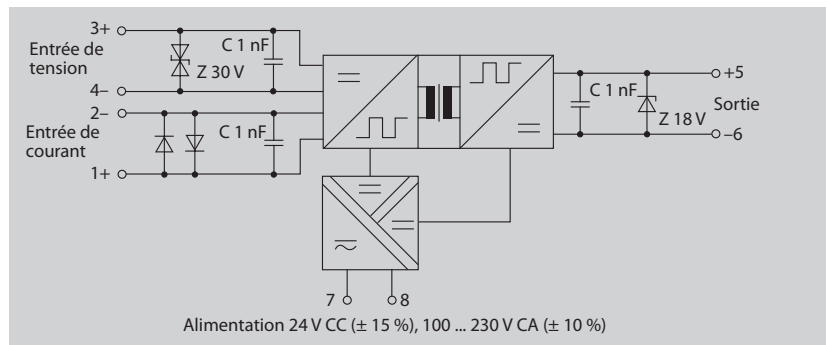 3+
Entrée de
tension
C 1 nF
Z 30 V
4–
2–
Entrée de
courant
C 1 nF
1+
+5
C 1 nF
Sortie
Z 18 V
–6
7
8
Alimentation 24 V CC (± 15 %), 100 ... 230 V CA (± 10 %)